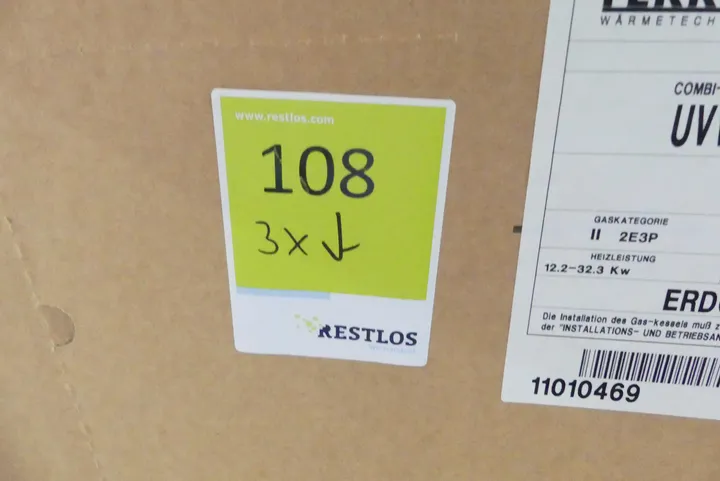 www.restlos.com
108
3x ↓
RESTLOS
WÄRMETECH
COMBI-
GASKATEGORIE
II 2E3P
HEIZLEISTUNG
12.2-32.3 Kw
ERD
Die Installation des Gas-kessels muß
der "INSTALLATIONS- UND BETRIEBSAN
11010469